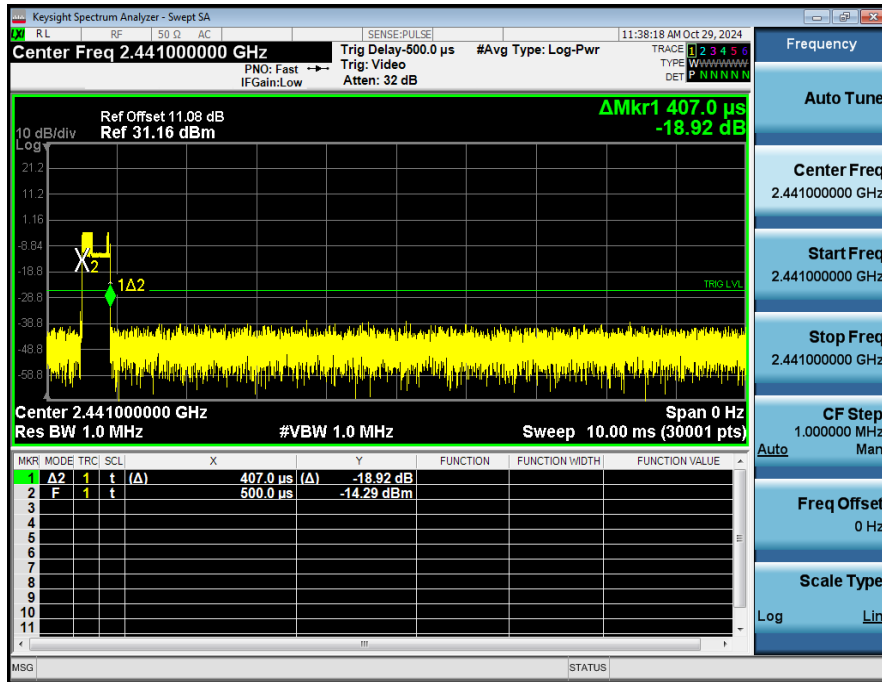 Keysight Spectrum Analyzer - Swept SA
LXI RL RF 50 Ω AC SENSE:PULSE 11:38:18 AM Oct 29, 2024
Center Freq 2.441000000 GHz Trig Delay-500.0 µs #Avg Type: Log-Pwr TRACE 1 2 3 4 5 6
PNO: Fast Trig: Video TYPE WWWWWW
IFGain:Low Atten: 32 dB DET P N N N N N
Frequency
Auto Tune
Center Freq
2.441000000 GHz
Start Freq
2.441000000 GHz
Stop Freq
2.441000000 GHz
CF Step
1.000000 MHz
Auto Man
Freq Offset
0 Hz
Scale Type
Log Lin
Ref Offset 11.08 dB ΔMkr1 407.0 µs
10 dB/div Ref 31.16 dBm -18.92 dB
Log
21.2
11.2
1.16
-8.84
-18.8
-28.8
-38.8
-48.8
-58.8
2
1Δ2
TRIG LVL
Center 2.441000000 GHz Span 0 Hz
Res BW 1.0 MHz #VBW 1.0 MHz Sweep 10.00 ms (30001 pts)
MKR MODE TRC SCL X Y FUNCTION FUNCTION WIDTH FUNCTION VALUE
1 Δ2 1 t (Δ) 407.0 µs (Δ) -18.92 dB
2 F 1 t 500.0 µs -14.29 dBm
3
4
5
6
7
8
9
10
11
MSG STATUS